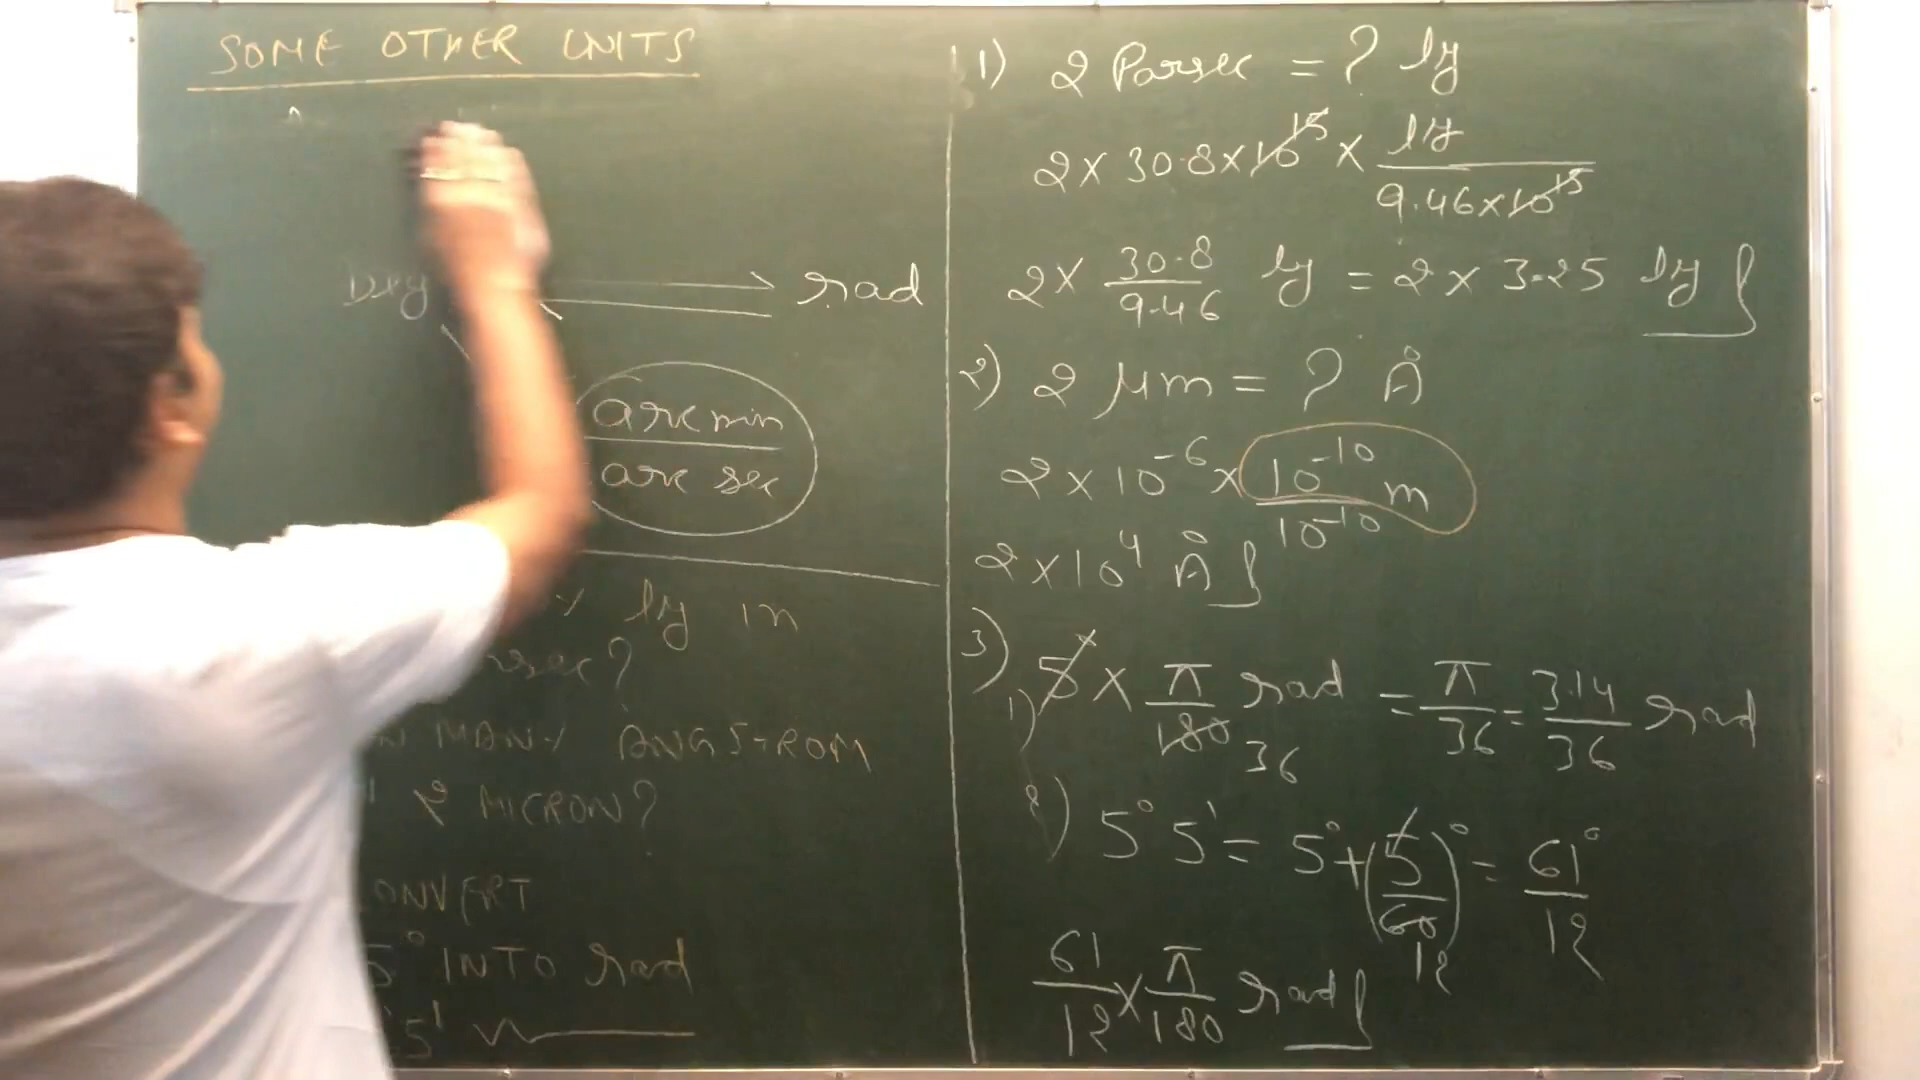 SOME OTHER UNITS
Deg rad
arc min
arc sec
ly in
rsec?
N MANY ANGSTROM
2 MICRON?
ONVERT
5° INTO rad
5'
1) 2 Parsec = ? ly
2 × 30.8 × 10^15 × ly / 9.46 × 10^15
2 × 30.8/9.46 ly = 2 × 3.25 ly
2) 2 μm = ? Å
2 × 10^-6 × 10^-10 m / 10^-10
2 × 10^4 Å
3)
1) 5 × π/180 36 rad = π/36 = 3.14/36 rad
2) 5° 5' = 5° + (5/60 12)° = 61°/12
61/12 × π/180 rad